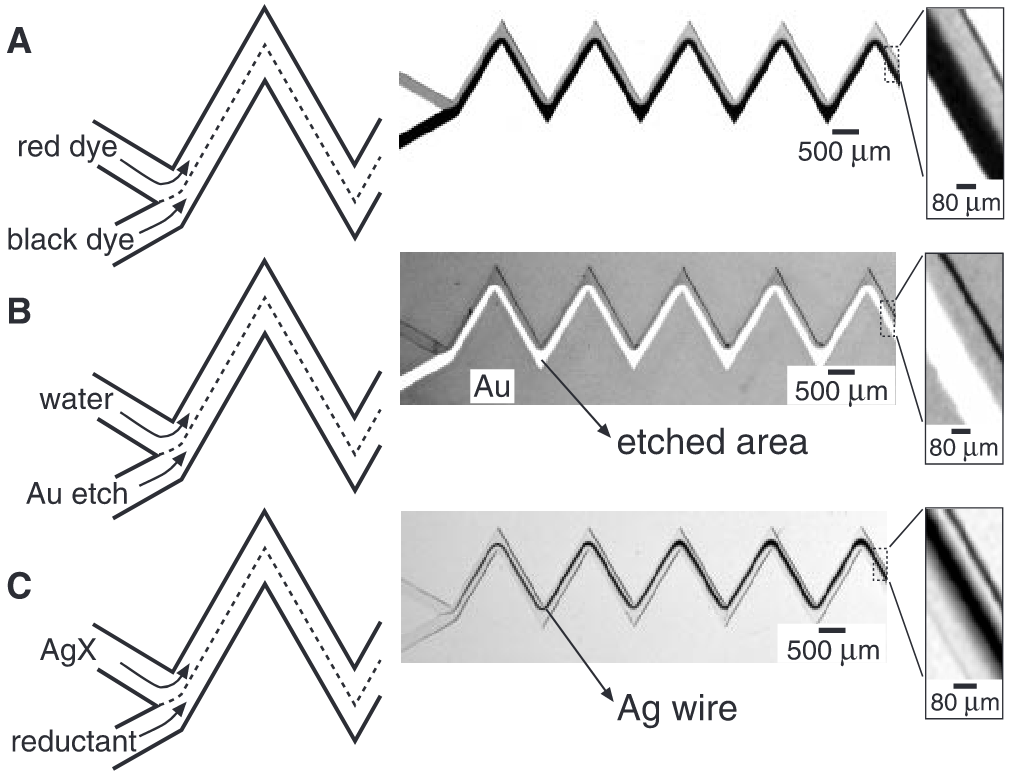 A
red dye
black dye
500 µm
80 µm
B
water
Au etch
Au
500 µm
etched area
80 µm
C
AgX
reductant
500 µm
Ag wire
80 µm